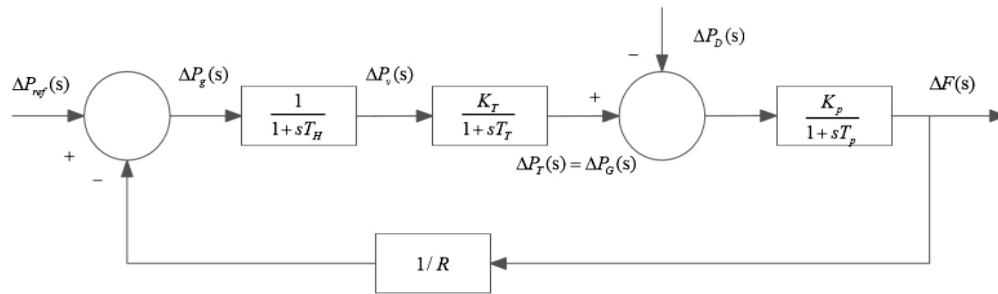 ΔP_D(s)
−
ΔP_ref(s)
ΔP_g(s)
ΔP_v(s)
ΔF(s)
+
−
1
1+sT_H
K_T
1+sT_T
+
ΔP_T(s) = ΔP_G(s)
K_p
1+sT_p
1/ R